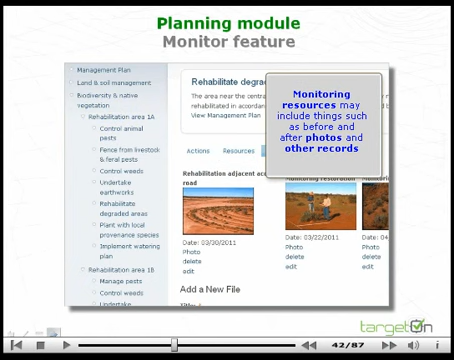 Planning module
Monitor feature
Management Plan
Land & soil management
Biodiversity & native
vegetation
Rehabilitation area 1A
Control animal
pests
Fence from livestock
& feral pests
Control weeds
Undertake
earthworks
Rehabilitate
degraded areas
Plant with local
provenance species
Implement watering
plan
Rehabilitation area 1B
Manage pests
Control weeds
Undertake
Rehabilitate degra
The area near the centra
rehabilitated in accordan
View Management Plan
Monitoring
resources may
include things such
as before and
after photos and
other records
Actions Resources
Rehabilitation adjacent acc
road
Date: 03/30/2011
Photo
delete
edit
Monitoring restoration
Date: 03/22/2011
Photo
delete
edit
Monitorin
Date: 04
Photo
delete
edit
Add a New File
targetOn
42/87